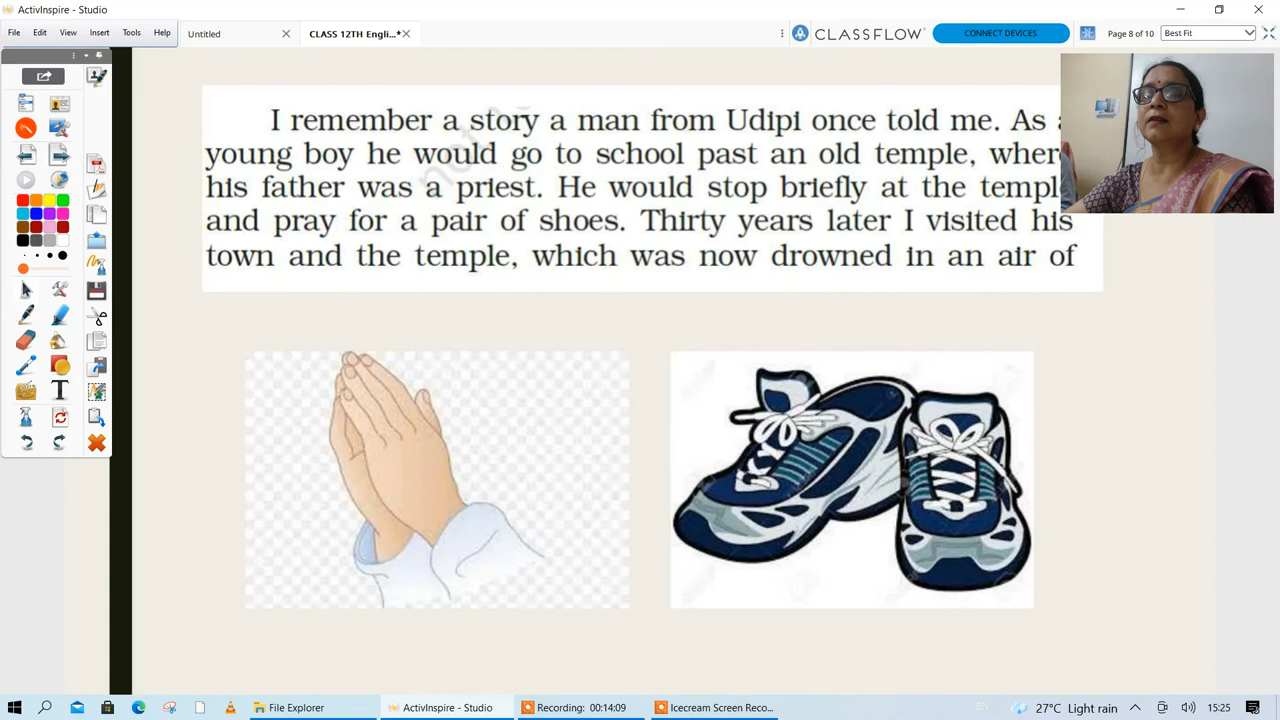 ActivInspire - Studio
File Edit View Insert Tools Help
Untitled
CLASS 12TH Engli...*
CLASSFLOW
CONNECT DEVICES
Page 8 of 10
Best Fit
I remember a story a man from Udipi once told me. As
young boy he would go to school past an old temple, wher
his father was a priest. He would stop briefly at the templ
and pray for a pair of shoes. Thirty years later I visited his
town and the temple, which was now drowned in an air of
File Explorer
ActivInspire - Studio
Recording: 00:14:09
Icecream Screen Reco...
27°C Light rain
15:25